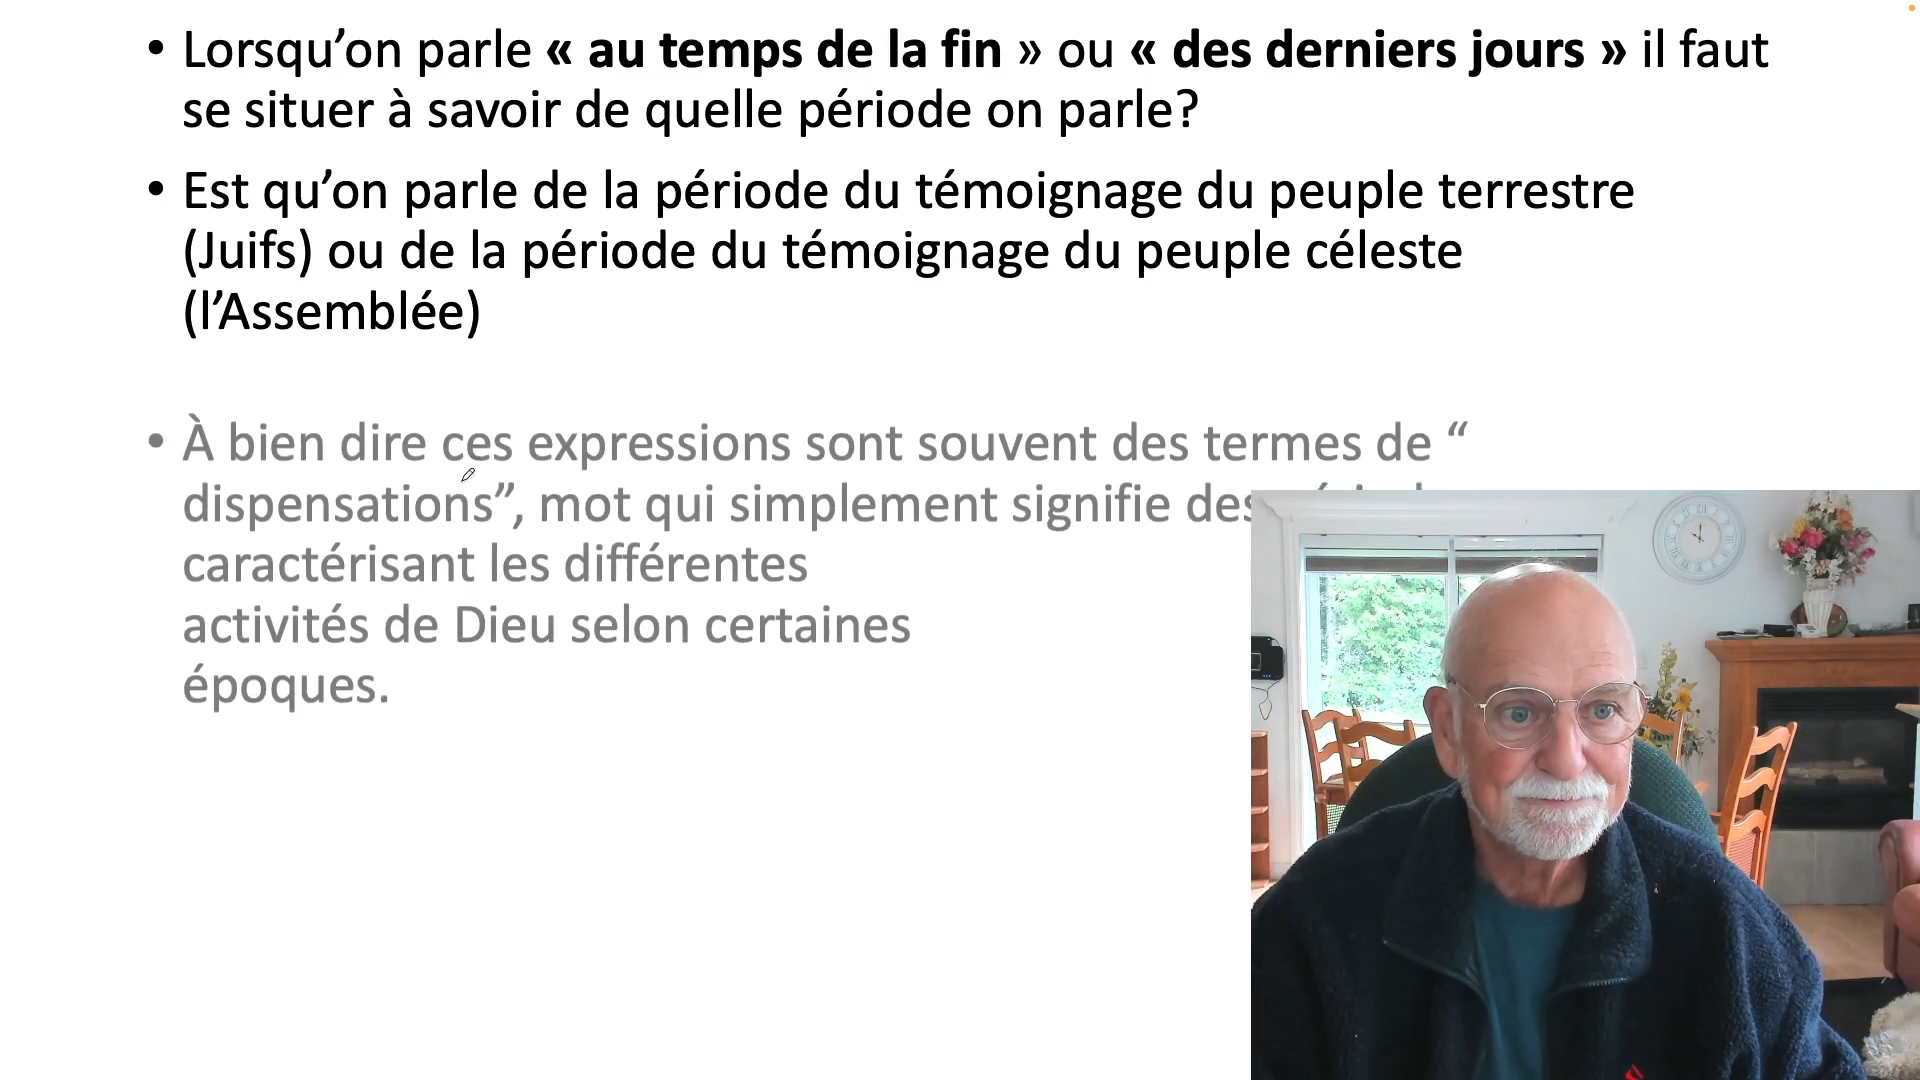 • Lorsqu’on parle « au temps de la fin » ou « des derniers jours » il faut
se situer à savoir de quelle période on parle?
• Est qu’on parle de la période du témoignage du peuple terrestre
(Juifs) ou de la période du témoignage du peuple céleste
(l’Assemblée)
• À bien dire ces expressions sont souvent des termes de “
dispensations”, mot qui simplement signifie des
caractérisant les différentes
activités de Dieu selon certaines
époques.